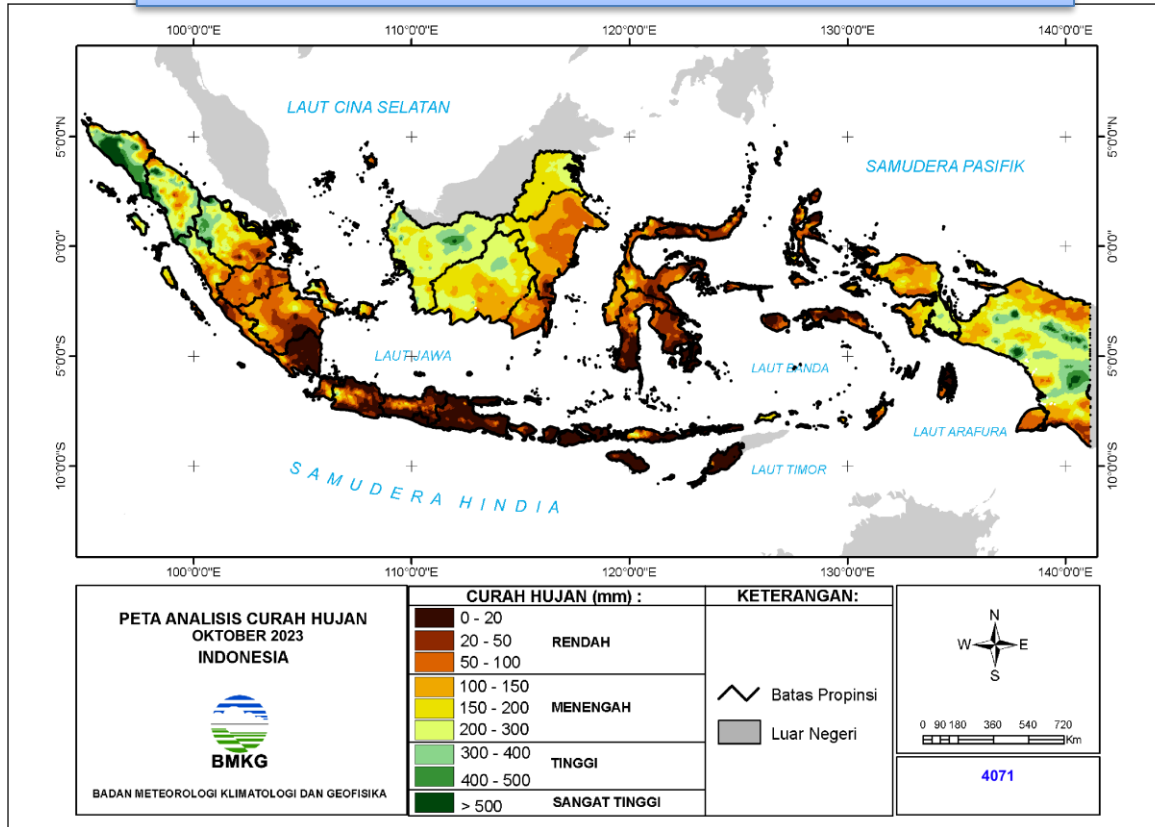 100°0'0"E 110°0'0"E 120°0'0"E 130°0'0"E 140°0'0"E
LAUT CINA SELATAN
5°0'0"N
5°0'0"N
SAMUDERA PASIFIK
0°0'0"
0°0'0"
5°0'0"S
LAUT JAWA
LAUT BANDA
5°0'0"S
LAUT ARAFURA
10°0'0"S
SAMUDERA HINDIA
LAUT TIMOR
10°0'0"S
100°0'0"E 110°0'0"E 120°0'0"E 130°0'0"E 140°0'0"E
PETA ANALISIS CURAH HUJAN
OKTOBER 2023
INDONESIA
BMKG
BADAN METEOROLOGI KLIMATOLOGI DAN GEOFISIKA
CURAH HUJAN (mm) :
0 - 20
20 - 50
50 - 100
RENDAH
100 - 150
150 - 200
200 - 300
MENENGAH
300 - 400
400 - 500
TINGGI
> 500
SANGAT TINGGI
KETERANGAN:
Batas Propinsi
Luar Negeri
N
W E
S
0 90 180 360 540 720
Km
4071